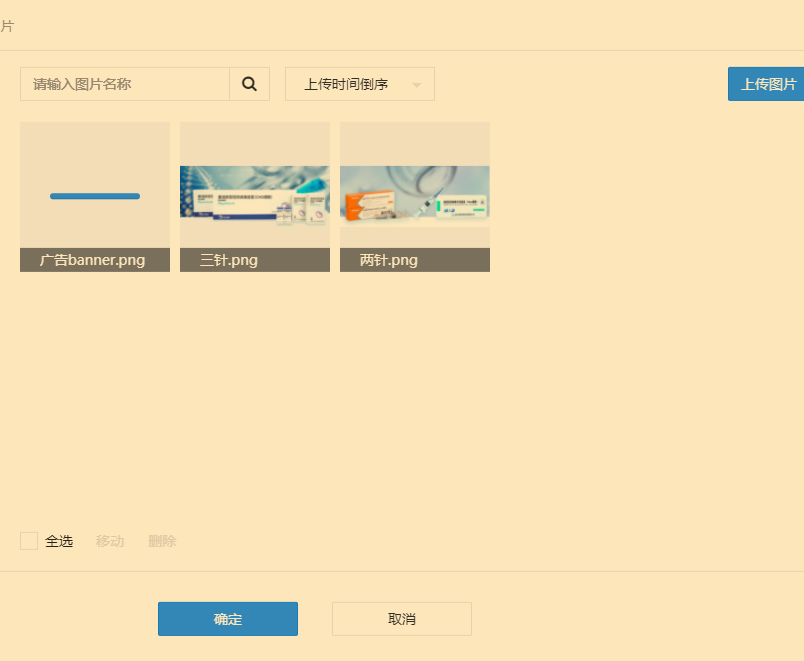 片
请输入图片名称
上传时间倒序
上传图片
广告banner.png
三针.png
两针.png
全选
移动
删除
确定
取消